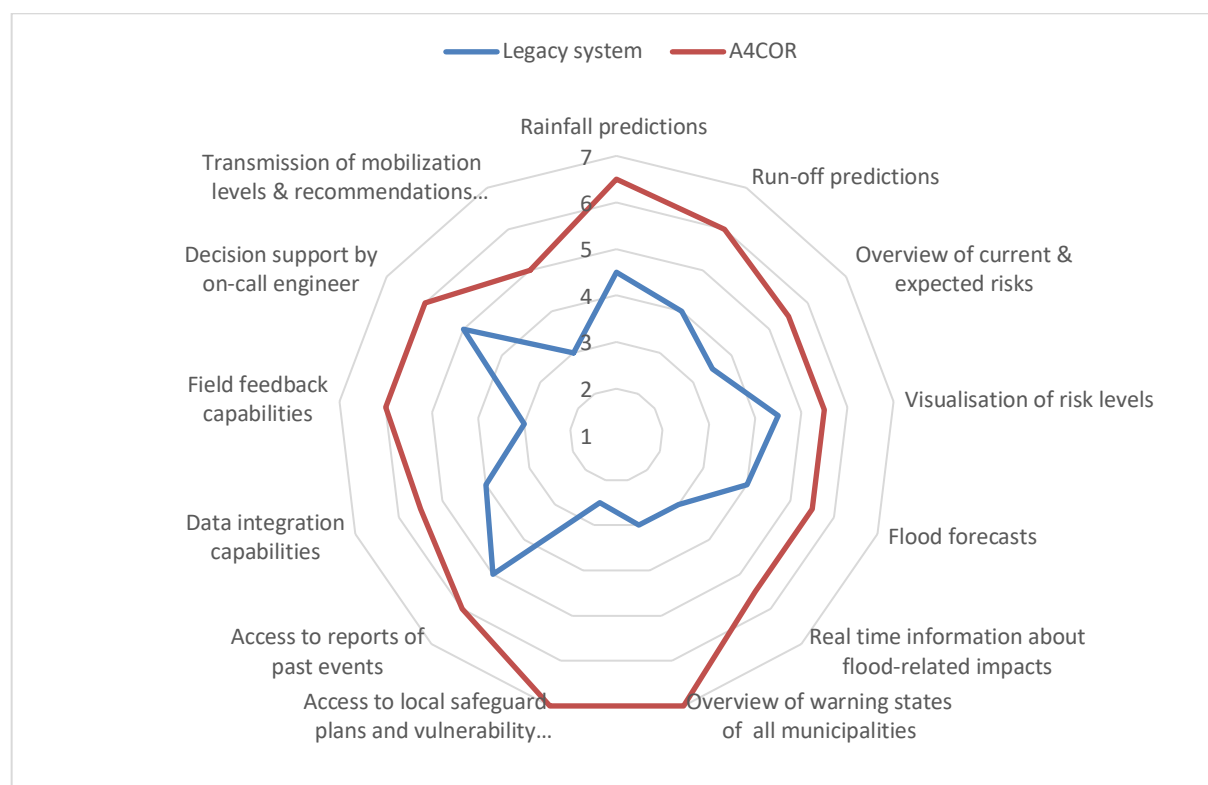 Legacy system
A4COR
Rainfall predictions
Transmission of mobilization
levels & recommendations...
Run-off predictions
Decision support by
on-call engineer
Overview of current &
expected risks
Field feedback
capabilities
Visualisation of risk levels
Data integration
capabilities
Flood forecasts
Access to reports of
past events
Real time information about
flood-related impacts
Access to local safeguard
plans and vulnerability...
Overview of warning states
of all municipalities
7
6
5
4
3
2
1